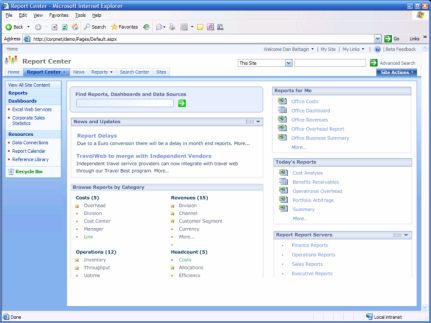 Report Center - Microsoft Internet Explorer
File Edit View Favorites Tools Help
Back Search Favorites
Address http://corpnet/demo/Pages/Default.aspx Go Links
Home Welcome Dan Battagin My Site My Links Beta Feedback
Report Center This Site Advanced Search
Home Report Center News Reports Search Center Sites Site Actions
View All Site Content
Reports
Dashboards
Excel Web Services
Corporate Sales
Statistics
Resources
Data Connections
Report Calendar
Reference Library
Recycle Bin
Find Reports, Dashboards and Data Sources
News and Updates Edit
Report Delays
Due to a Euro conversion there will be a delay in month end reports. More...
TravelWeb to merge with Independent Vendors
Independent travel service providers can now integrate with travel web
through our Travel Best program. More...
Browse Reports by Category
Costs (5)
Overhead
Division
Cost Center
Manager
Line
Revenues (15)
Division
Channel
Customer Segment
Currency
More...
Operations (12)
Inventory
Throughput
Uptime
Headcount (5)
Costs
Allocations
Efficiency
Reports for Me
Office Costs
Office Dashboard
Office Revenues
Office Overhead Report
Office Business Summary
More..
Today's Reports
Cost Analysis
Benefits Receivables
Operational Overhead
Portfolio Arbitrage
Summary
More..
Report Report Servers Edit
Finance Reports
Operations Reports
Sales Reports
Executive Reports
Done Local intranet